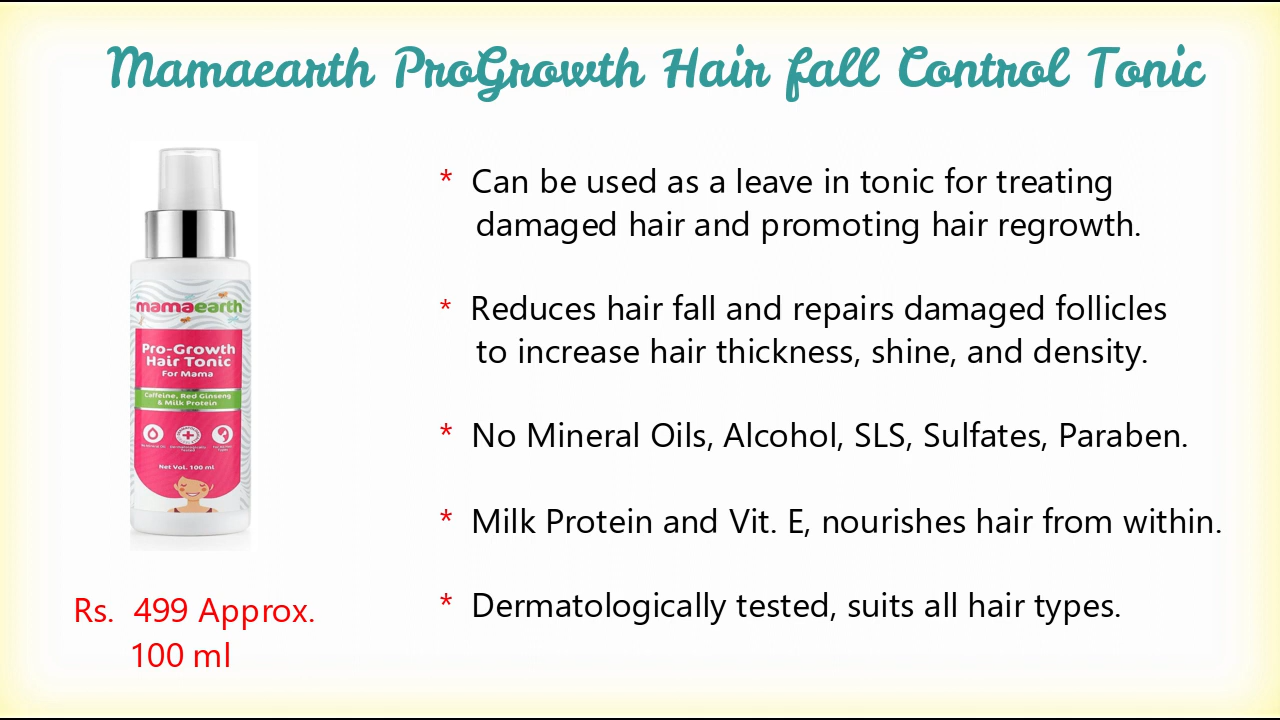 Mamaearth ProGrowth Hair fall Control Tonic
mamaearth
Pro-Growth
Hair Tonic
For Mama
Caffeine, Red Ginseng
& Milk Protein
Net Vol. 100 ml
Rs. 499 Approx.
100 ml
* Can be used as a leave in tonic for treating
damaged hair and promoting hair regrowth.
* Reduces hair fall and repairs damaged follicles
to increase hair thickness, shine, and density.
* No Mineral Oils, Alcohol, SLS, Sulfates, Paraben.
* Milk Protein and Vit. E, nourishes hair from within.
* Dermatologically tested, suits all hair types.